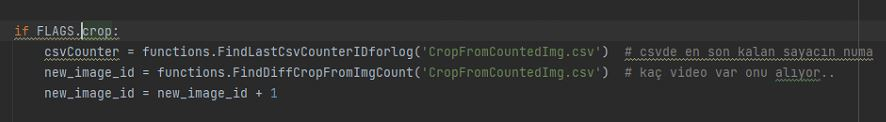 if FLAGS.crop:
csvCounter = functions.FindLastCsvCounterIDforlog('CropFromCountedImg.csv')  # csvde en son kalan sayacın numa
new_image_id = functions.FindDiffCropFromImgCount('CropFromCountedImg.csv')  # kaç video var onu alıyor..
new_image_id = new_image_id + 1